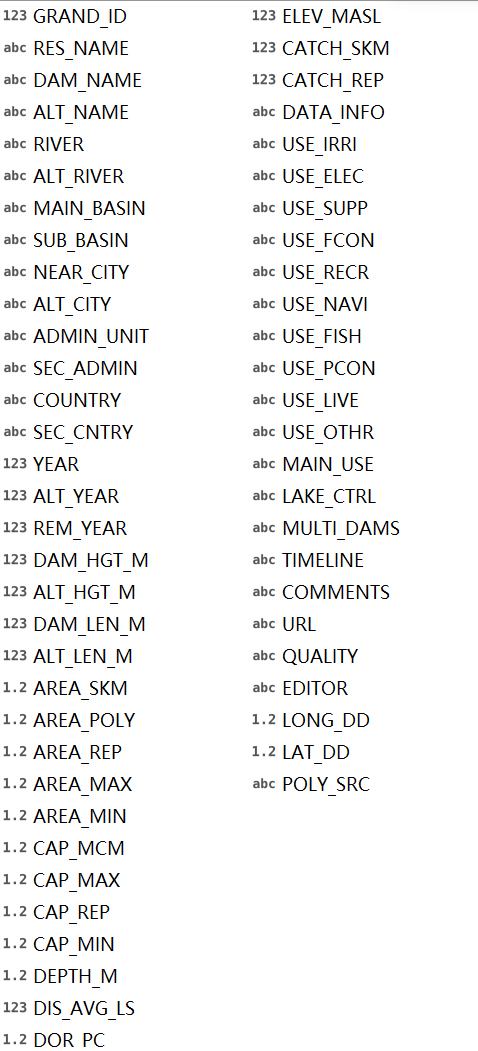 123 GRAND_ID
abc RES_NAME
abc DAM_NAME
abc ALT_NAME
abc RIVER
abc ALT_RIVER
abc MAIN_BASIN
abc SUB_BASIN
abc NEAR_CITY
abc ALT_CITY
abc ADMIN_UNIT
abc SEC_ADMIN
abc COUNTRY
abc SEC_CNTRY
123 YEAR
123 ALT_YEAR
123 REM_YEAR
123 DAM_HGT_M
123 ALT_HGT_M
123 DAM_LEN_M
123 ALT_LEN_M
1.2 AREA_SKM
1.2 AREA_POLY
1.2 AREA_REP
1.2 AREA_MAX
1.2 AREA_MIN
1.2 CAP_MCM
1.2 CAP_MAX
1.2 CAP_REP
1.2 CAP_MIN
1.2 DEPTH_M
123 DIS_AVG_LS
1.2 DOR_PC
123 ELEV_MASL
123 CATCH_SKM
123 CATCH_REP
abc DATA_INFO
abc USE_IRRI
abc USE_ELEC
abc USE_SUPP
abc USE_FCON
abc USE_RECR
abc USE_NAVI
abc USE_FISH
abc USE_PCON
abc USE_LIVE
abc USE_OTHR
abc MAIN_USE
abc LAKE_CTRL
abc MULTI_DAMS
abc TIMELINE
abc COMMENTS
abc URL
abc QUALITY
abc EDITOR
1.2 LONG_DD
1.2 LAT_DD
abc POLY_SRC